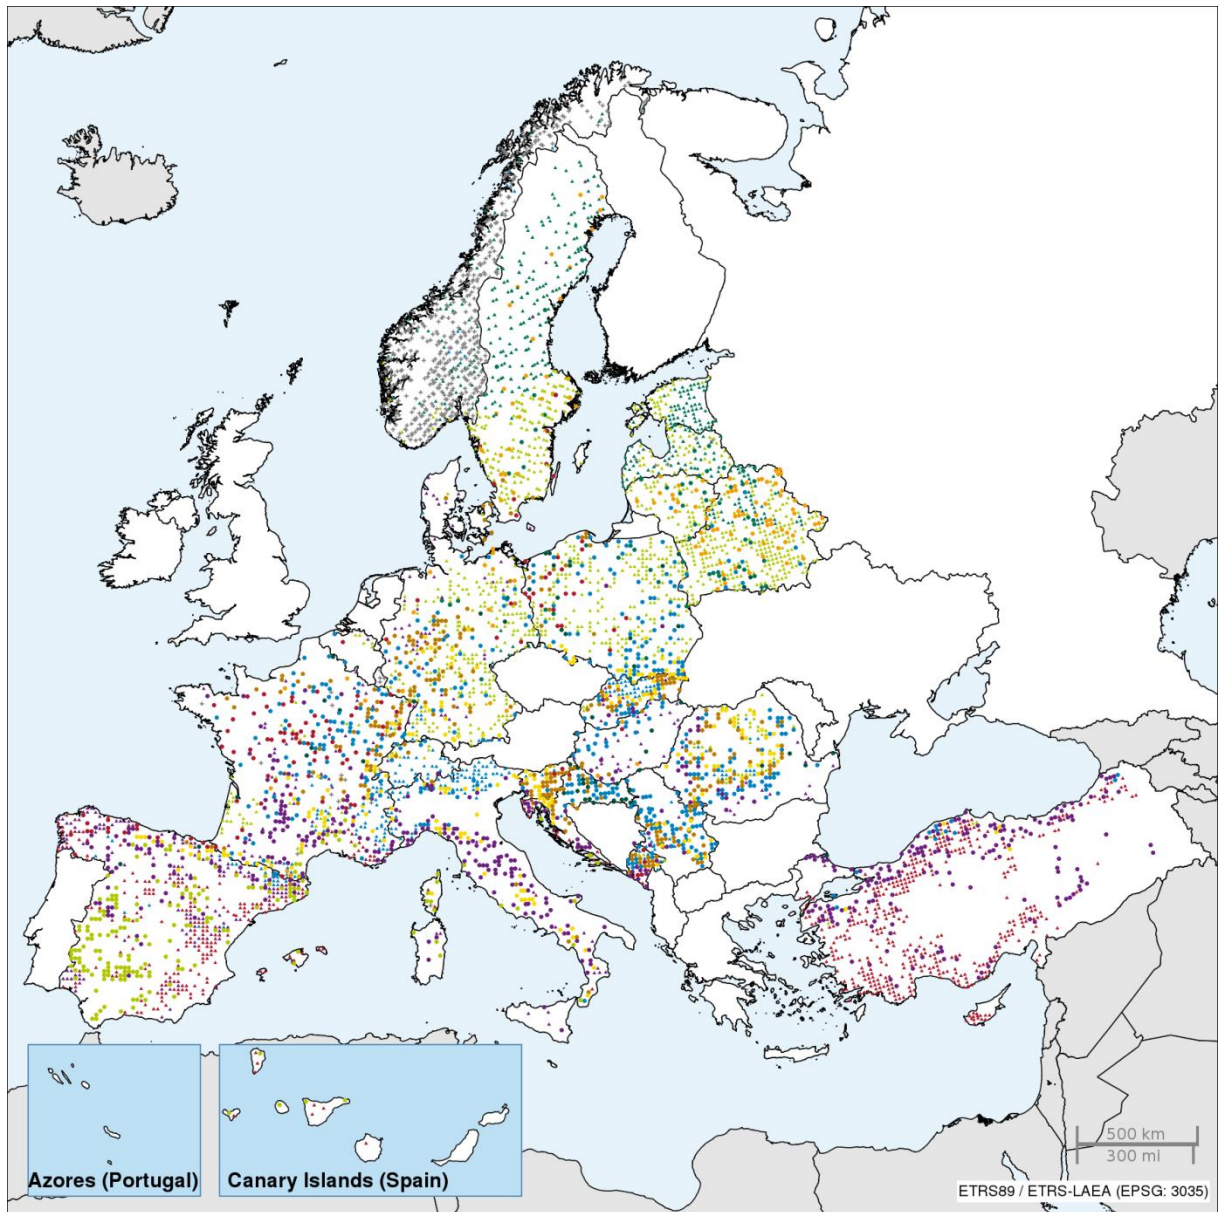 Azores (Portugal)
Canary Islands (Spain)
500 km
300 mi
ETRS89 / ETRS-LAEA (EPSG: 3035)